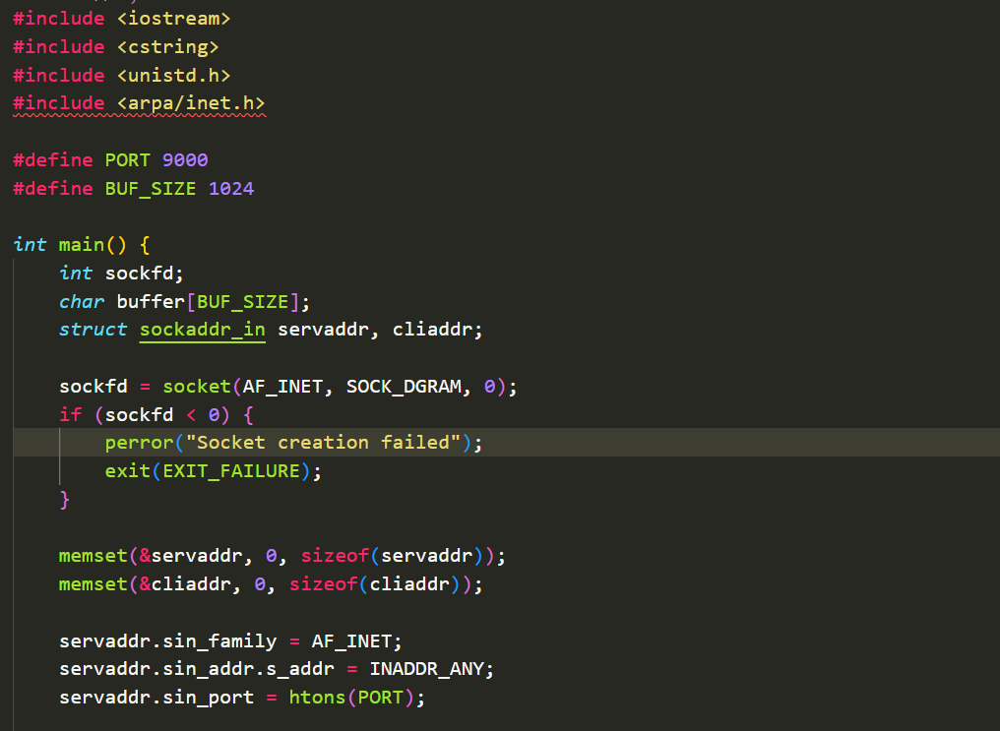 #include <iostream>
#include <cstring>
#include <unistd.h>
#include <arpa/inet.h>
#define PORT 9000
#define BUF_SIZE 1024
int main() {
int sockfd;
char buffer[BUF_SIZE];
struct sockaddr_in servaddr, cliaddr;
sockfd = socket(AF_INET, SOCK_DGRAM, 0);
if (sockfd < 0) {
perror("Socket creation failed");
exit(EXIT_FAILURE);
}
memset(&servaddr, 0, sizeof(servaddr));
memset(&cliaddr, 0, sizeof(cliaddr));
servaddr.sin_family = AF_INET;
servaddr.sin_addr.s_addr = INADDR_ANY;
servaddr.sin_port = htons(PORT);